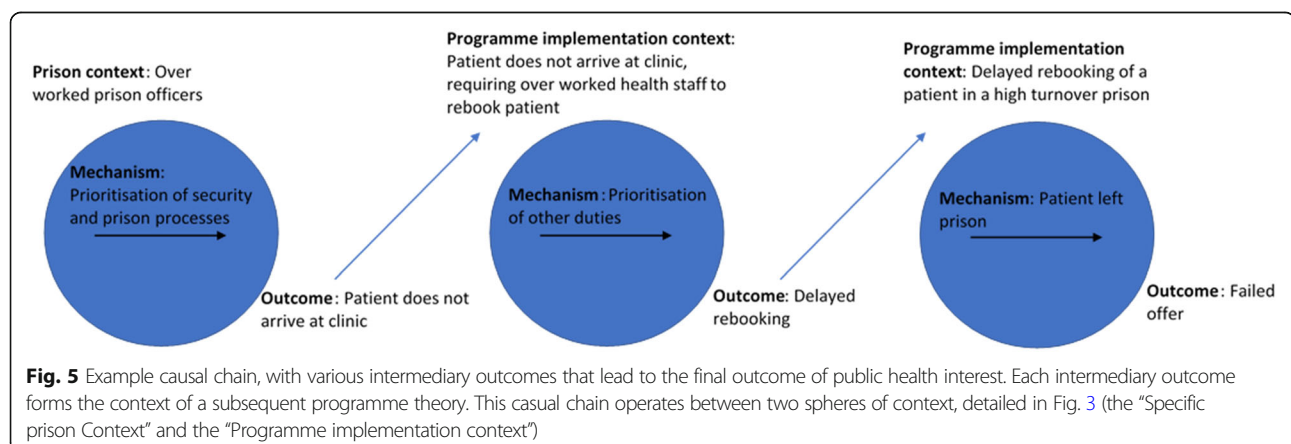 Prison context: Over
worked prison officers
Mechanism:
Prioritisation of security
and prison processes
Outcome: Patient does not
arrive at clinic
Programme implementation context:
Patient does not arrive at clinic,
requiring over worked health staff to
rebook patient
Mechanism: Prioritisation
of other duties
Outcome: Delayed
rebooking
Programme implementation
context: Delayed rebooking of a
patient in a high turnover prison
Mechanism: Patient left
prison
Outcome: Failed
offer
Fig. 5 Example causal chain, with various intermediary outcomes that lead to the final outcome of public health interest. Each intermediary outcome
forms the context of a subsequent programme theory. This casual chain operates between two spheres of context, detailed in Fig. 3 (the “Specific
prison Context” and the “Programme implementation context”)